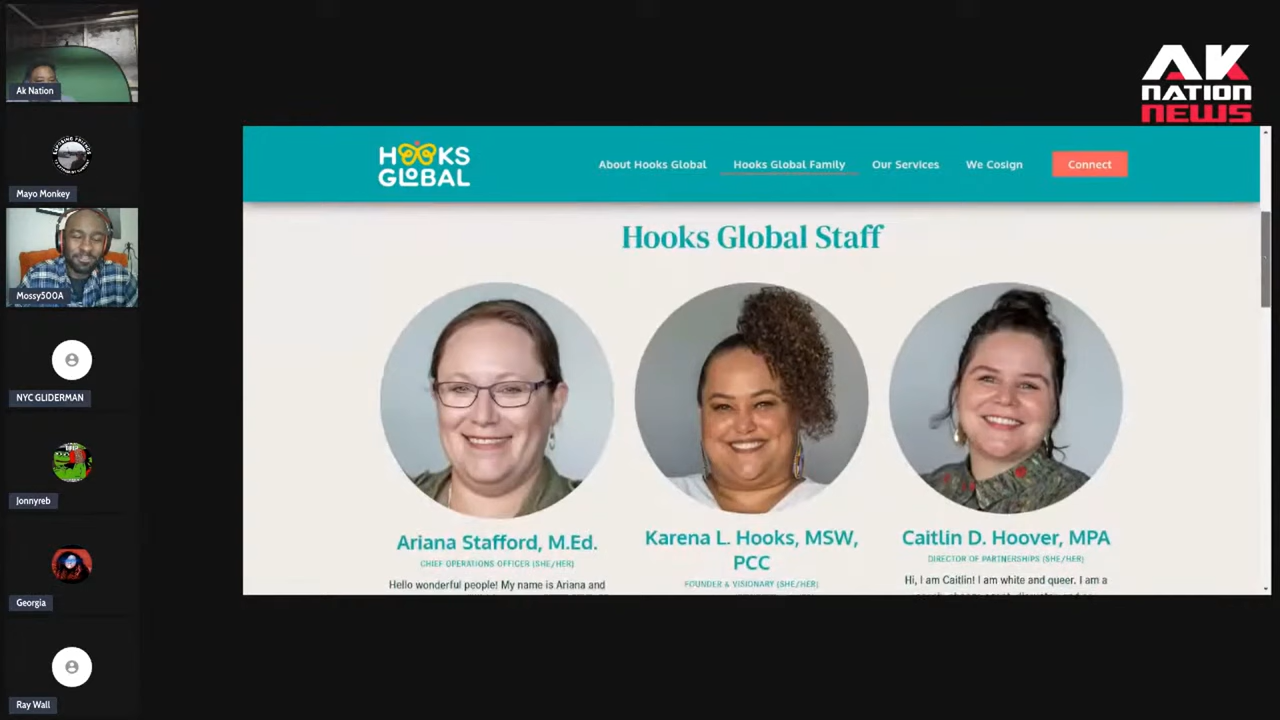 Ak Nation
Mayo Monkey
Mossy500A
NYC GLIDERMAN
Jonnyreb
Georgia
Ray Wall
AK
NATION
NEWS
HOOKS
GLOBAL
About Hooks Global
Hooks Global Family
Our Services
We Cosign
Connect
Hooks Global Staff
Ariana Stafford, M.Ed.
CHIEF OPERATIONS OFFICER (SHE/HER)
Hello wonderful people! My name is Ariana and
Karena L. Hooks, MSW,
PCC
FOUNDER & VISIONARY (SHE/HER)
Caitlin D. Hoover, MPA
DIRECTOR OF PARTNERSHIPS (SHE/HER)
Hi, I am Caitlin! I am white and queer. I am a